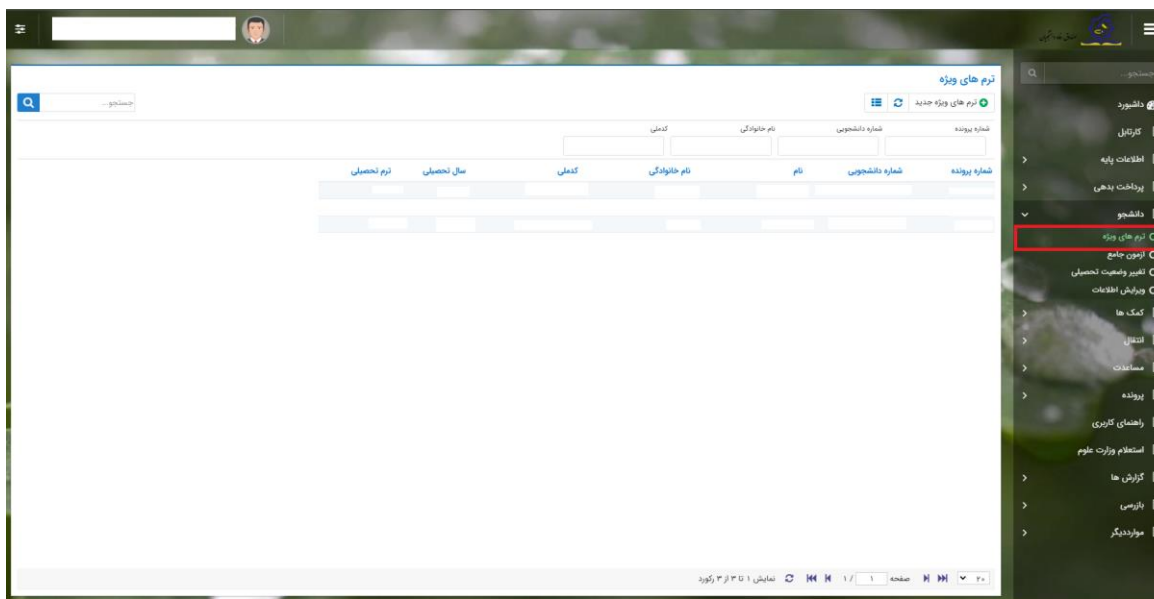 ترم های ویژه
ترم های ویژه جدید
جستجو...
شماره پرونده
شماره دانشجویی
نام خانوادگی
کدملی
شماره پرونده شماره دانشجویی نام نام خانوادگی کدملی سال تحصیلی ترم تحصیلی
۲۰ صفحه ۱ / ۱ نمایش ۱ تا ۳ از ۳ رکورد
جستجو...
داشبورد
کارتابل
اطلاعات پایه
پرداخت بدهی
دانشجو
ترم های ویژه
آزمون جامع
تغییر وضعیت تحصیلی
ویرایش اطلاعات
کمک ها
انتقال
مساعدت
پرونده
راهنمای کاربری
استعلام وزارت علوم
گزارش ها
بازرسی
مواردديگر